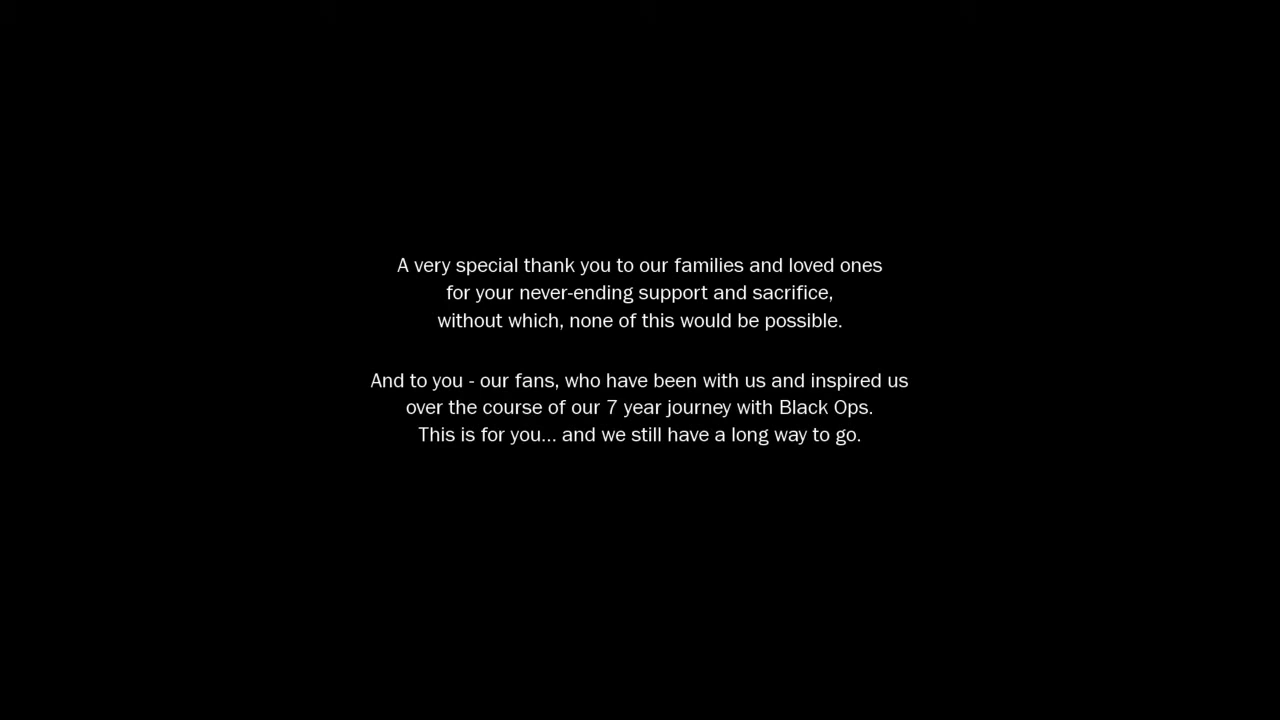 A very special thank you to our families and loved ones
for your never-ending support and sacrifice,
without which, none of this would be possible.
And to you - our fans, who have been with us and inspired us
over the course of our 7 year journey with Black Ops.
This is for you... and we still have a long way to go.